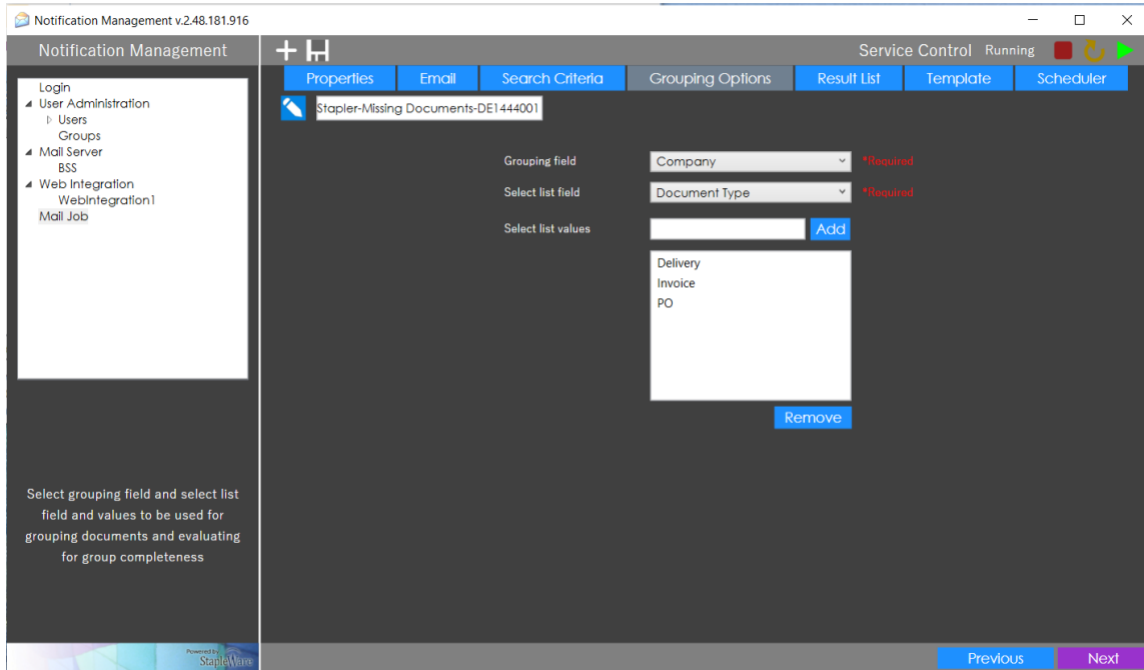 Notification Management v.2.48.181.916
Notification Management
Service Control Running
Login
User Administration
Users
Groups
Mail Server
BSS
Web Integration
WebIntegration1
Mail Job
Properties Email Search Criteria Grouping Options Result List Template Scheduler
Stapler-Missing Documents-DE1444001
Grouping field Company *Required
Select list field Document Type *Required
Select list values Add
Delivery
Invoice
PO
Remove
Select grouping field and select list
field and values to be used for
grouping documents and evaluating
for group completeness
Powered by
StapleWare
Previous Next